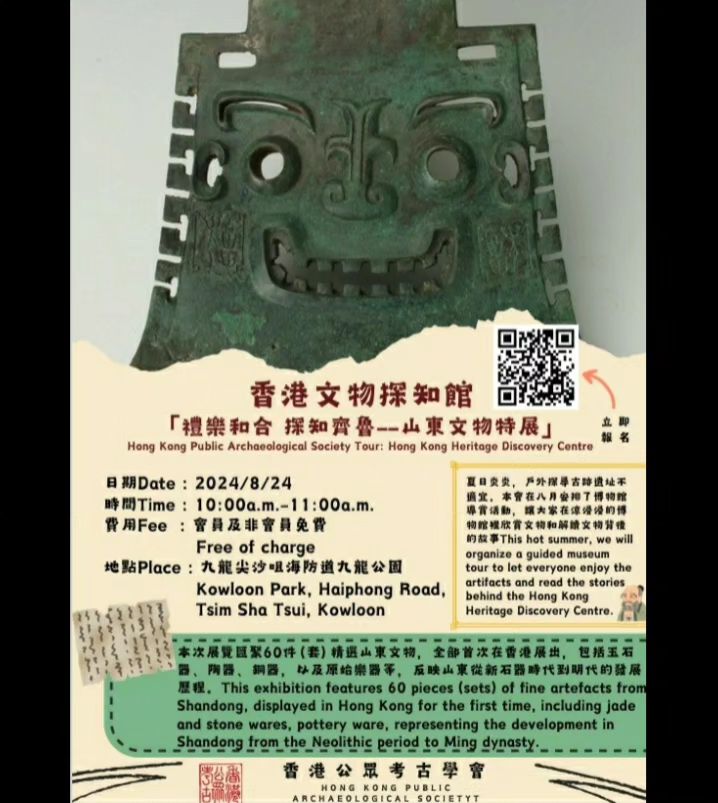 香港文物探知館
「禮樂和合 探知齊魯--山東文物特展」
Hong Kong Public Archaeological Society Tour: Hong Kong Heritage Discovery Centre
立即
報名
日期Date : 2024/8/24
時間Time : 10:00a.m.-11:00a.m.
費用Fee : 會員及非會員免費
Free of charge
地點Place : 九龍尖沙咀海防道九龍公園
Kowloon Park, Haiphong Road,
Tsim Sha Tsui, Kowloon
夏日炎炎，戶外探尋古跡遺址不
適宜，本會在八月安排了博物館
導賞活動，讓大家在涼浸浸的博
物館裡欣賞文物和解讀文物背後
的故事This hot summer, we will
organize a guided museum
tour to let everyone enjoy the
artifacts and read the stories
behind the Hong Kong
Heritage Discovery Centre.
本次展覽匯聚60件(套)精選山東文物，全部首次在香港展出，包括玉石
器、陶器、銅器，以及原始樂器等，反映山東從新石器時代到明代的發展
歷程。This exhibition features 60 pieces (sets) of fine artefacts from
Shandong, displayed in Hong Kong for the first time, including jade
and stone wares, pottery ware, representing the development in
Shandong from the Neolithic period to Ming dynasty.
香港公眾考古學會
HONG KONG PUBLIC
ARCHAEOLOGICAL SOCIETYT